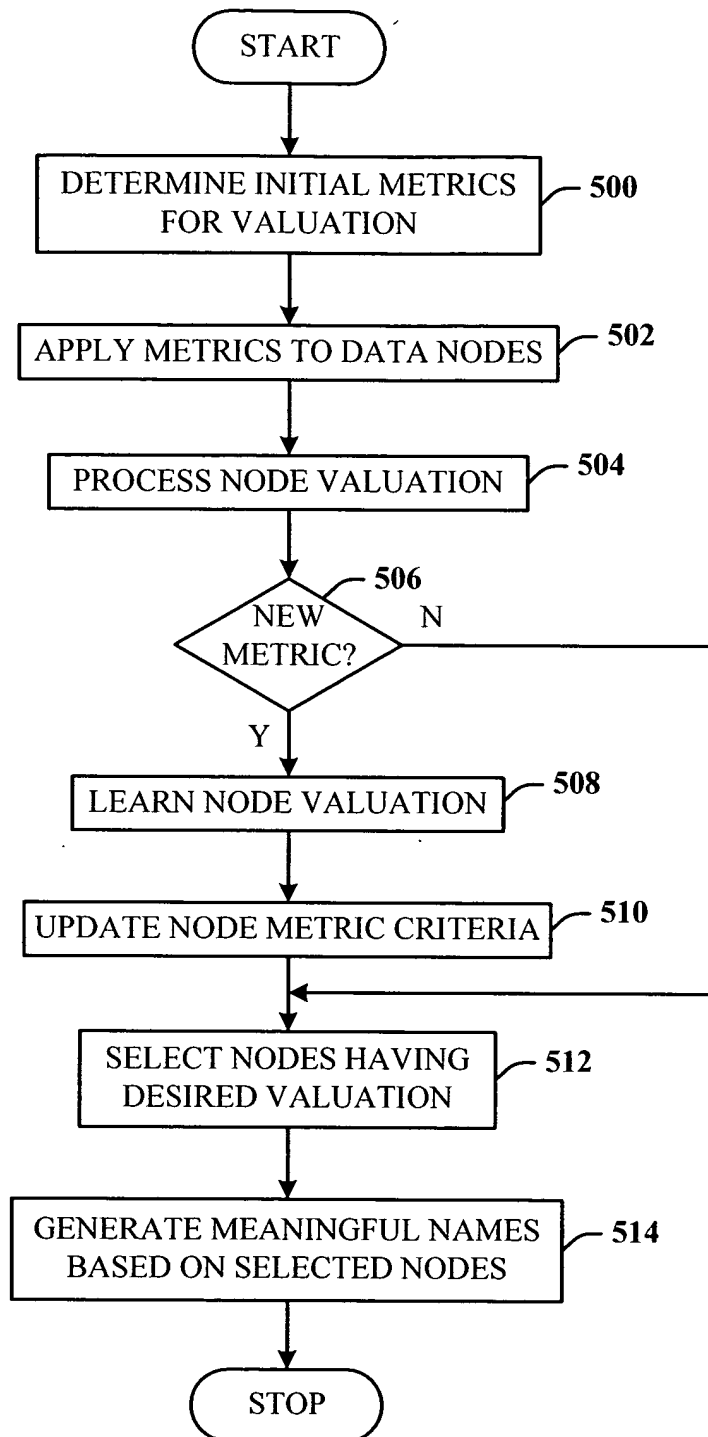 START
DETERMINE INITIAL METRICS
FOR VALUATION
500
APPLY METRICS TO DATA NODES
502
PROCESS NODE VALUATION
504
506
NEW
METRIC?
N
Y
LEARN NODE VALUATION
508
UPDATE NODE METRIC CRITERIA
510
SELECT NODES HAVING
DESIRED VALUATION
512
GENERATE MEANINGFUL NAMES
BASED ON SELECTED NODES
514
STOP